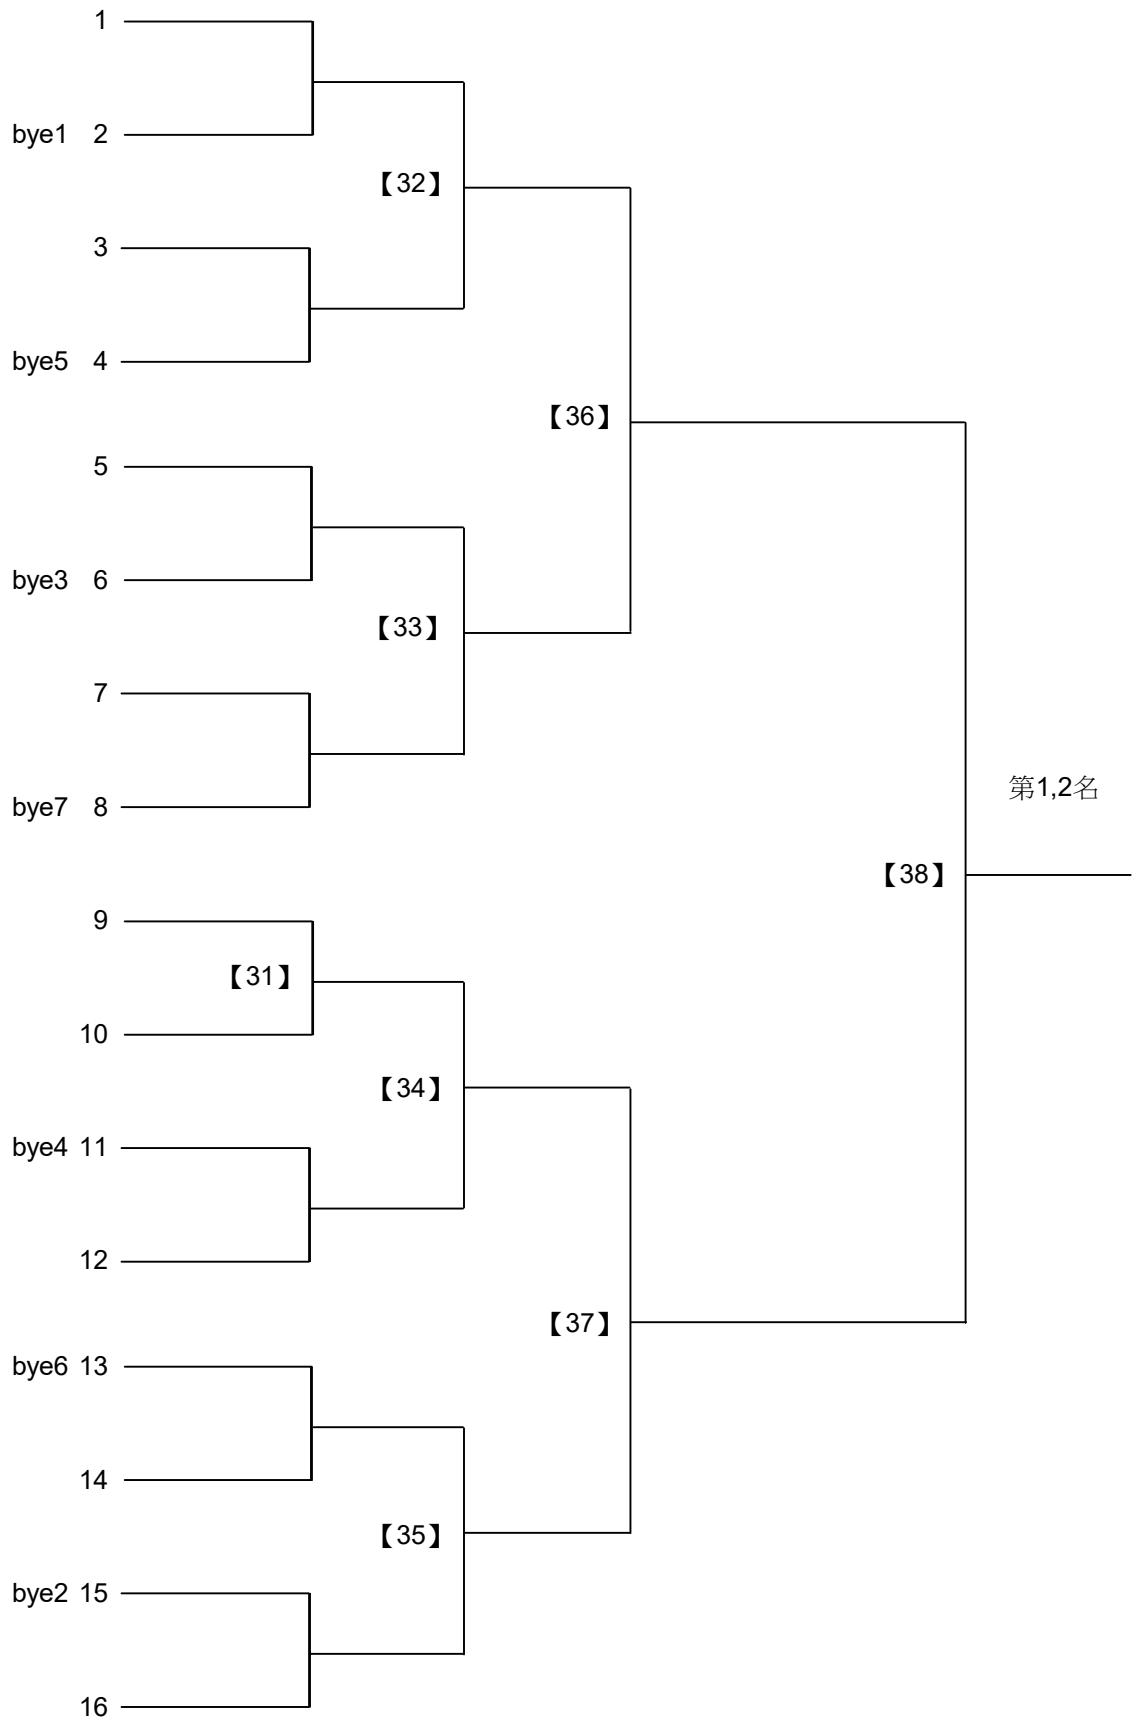 1
bye1 2
【32】
3
bye5 4
【36】
5
bye3 6
【33】
7
第1,2名
bye7 8
【38】
9
【31】
10
【34】
bye4 11
12
【37】
bye6 13
14
【35】
bye2 15
16